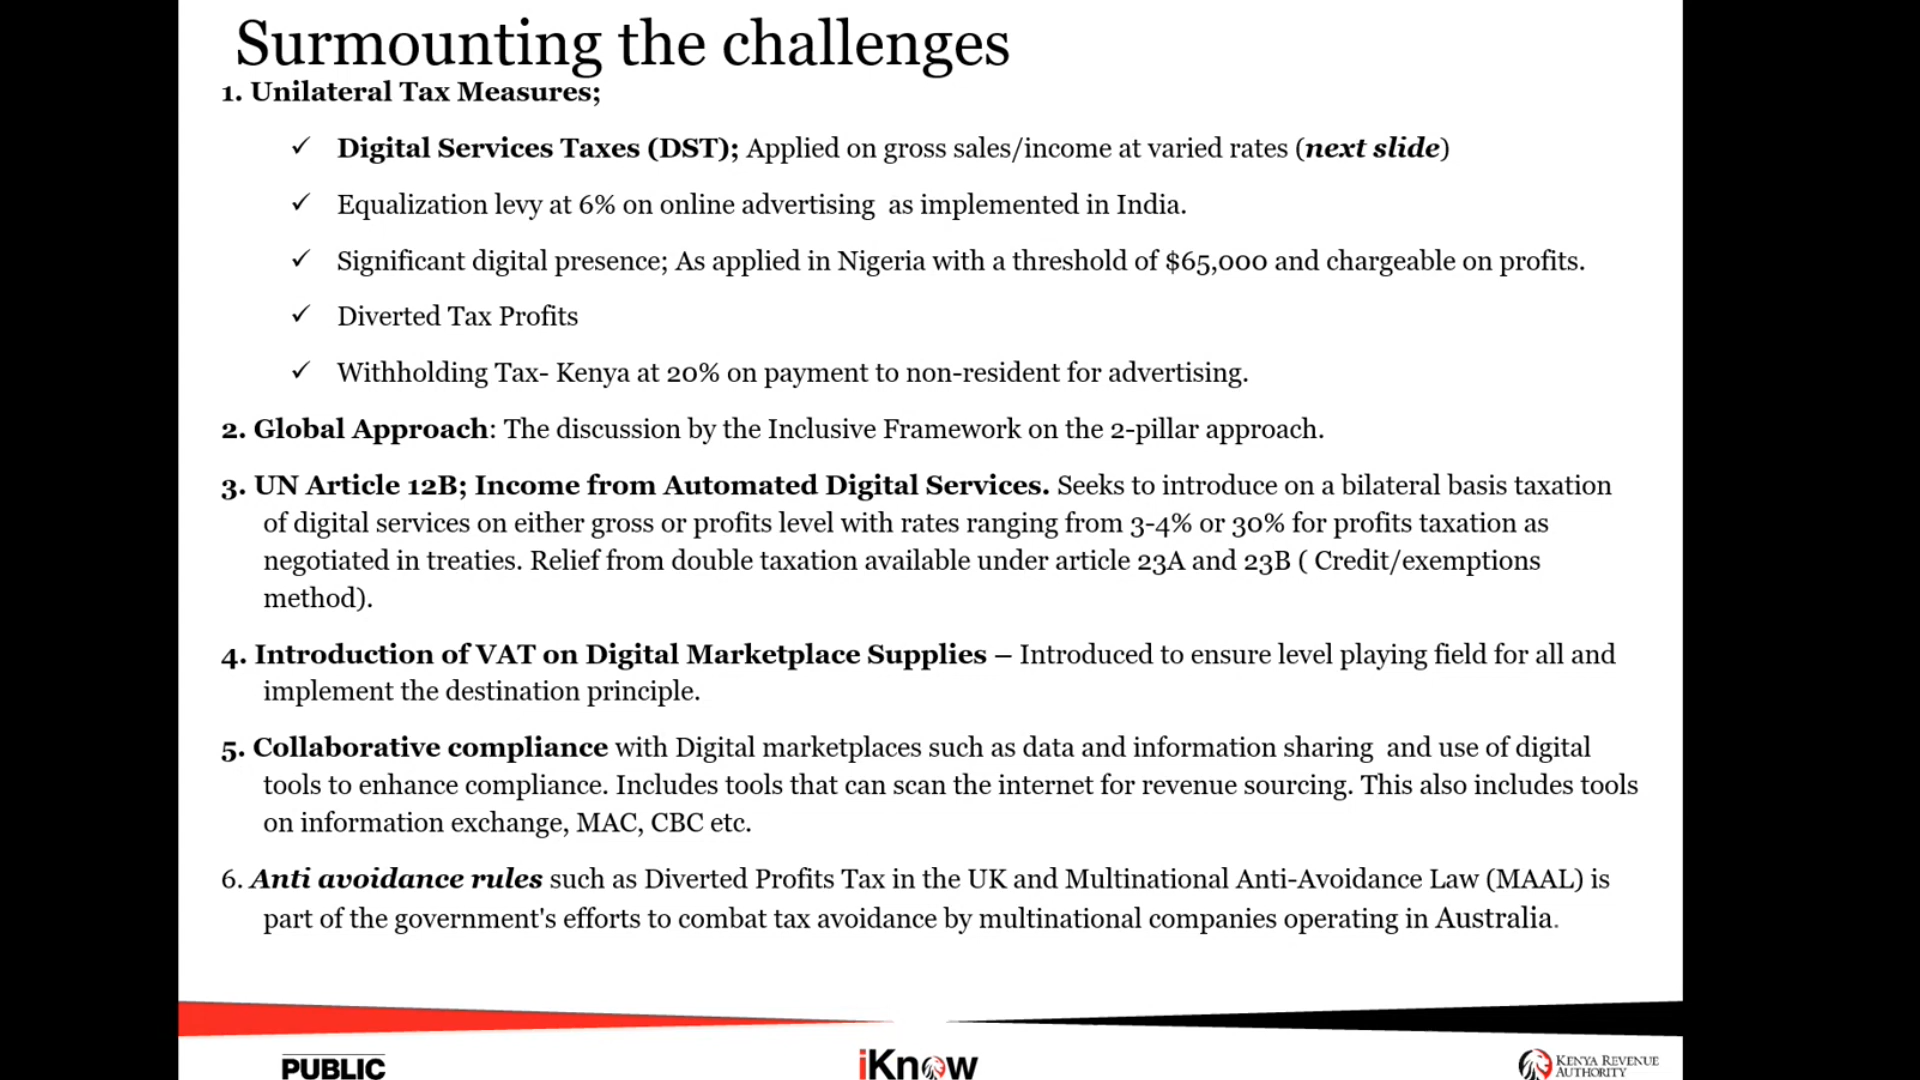 Surmounting the challenges
1. Unilateral Tax Measures;
✓ Digital Services Taxes (DST); Applied on gross sales/income at varied rates (next slide)
✓ Equalization levy at 6% on online advertising as implemented in India.
✓ Significant digital presence; As applied in Nigeria with a threshold of $65,000 and chargeable on profits.
✓ Diverted Tax Profits
✓ Withholding Tax- Kenya at 20% on payment to non-resident for advertising.
2. Global Approach: The discussion by the Inclusive Framework on the 2-pillar approach.
3. UN Article 12B; Income from Automated Digital Services. Seeks to introduce on a bilateral basis taxation
of digital services on either gross or profits level with rates ranging from 3-4% or 30% for profits taxation as
negotiated in treaties. Relief from double taxation available under article 23A and 23B ( Credit/exemptions
method).
4. Introduction of VAT on Digital Marketplace Supplies – Introduced to ensure level playing field for all and
implement the destination principle.
5. Collaborative compliance with Digital marketplaces such as data and information sharing and use of digital
tools to enhance compliance. Includes tools that can scan the internet for revenue sourcing. This also includes tools
on information exchange, MAC, CBC etc.
6. Anti avoidance rules such as Diverted Profits Tax in the UK and Multinational Anti-Avoidance Law (MAAL) is
part of the government's efforts to combat tax avoidance by multinational companies operating in Australia.
PUBLIC
iKnow
KENYA REVENUE
AUTHORITY